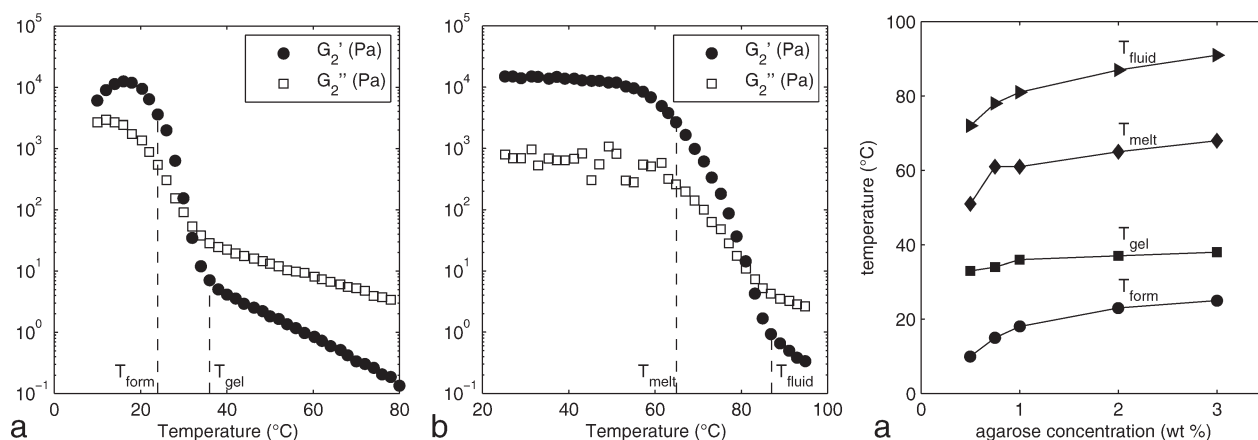 10^5
10^4
10^3
10^2
10^1
10^0
10^-1
G2' (Pa)
G2'' (Pa)
Tform
Tgel
0 20 40 60 80
Temperature (°C)
a
10^5
10^4
10^3
10^2
10^1
10^0
10^-1
G2' (Pa)
G2'' (Pa)
Tmelt
Tfluid
20 40 60 80 100
Temperature (°C)
b
100
80
60
40
20
0
temperature (°C)
Tfluid
Tmelt
Tgel
Tform
0 1 2 3
agarose concentration (wt %)
a